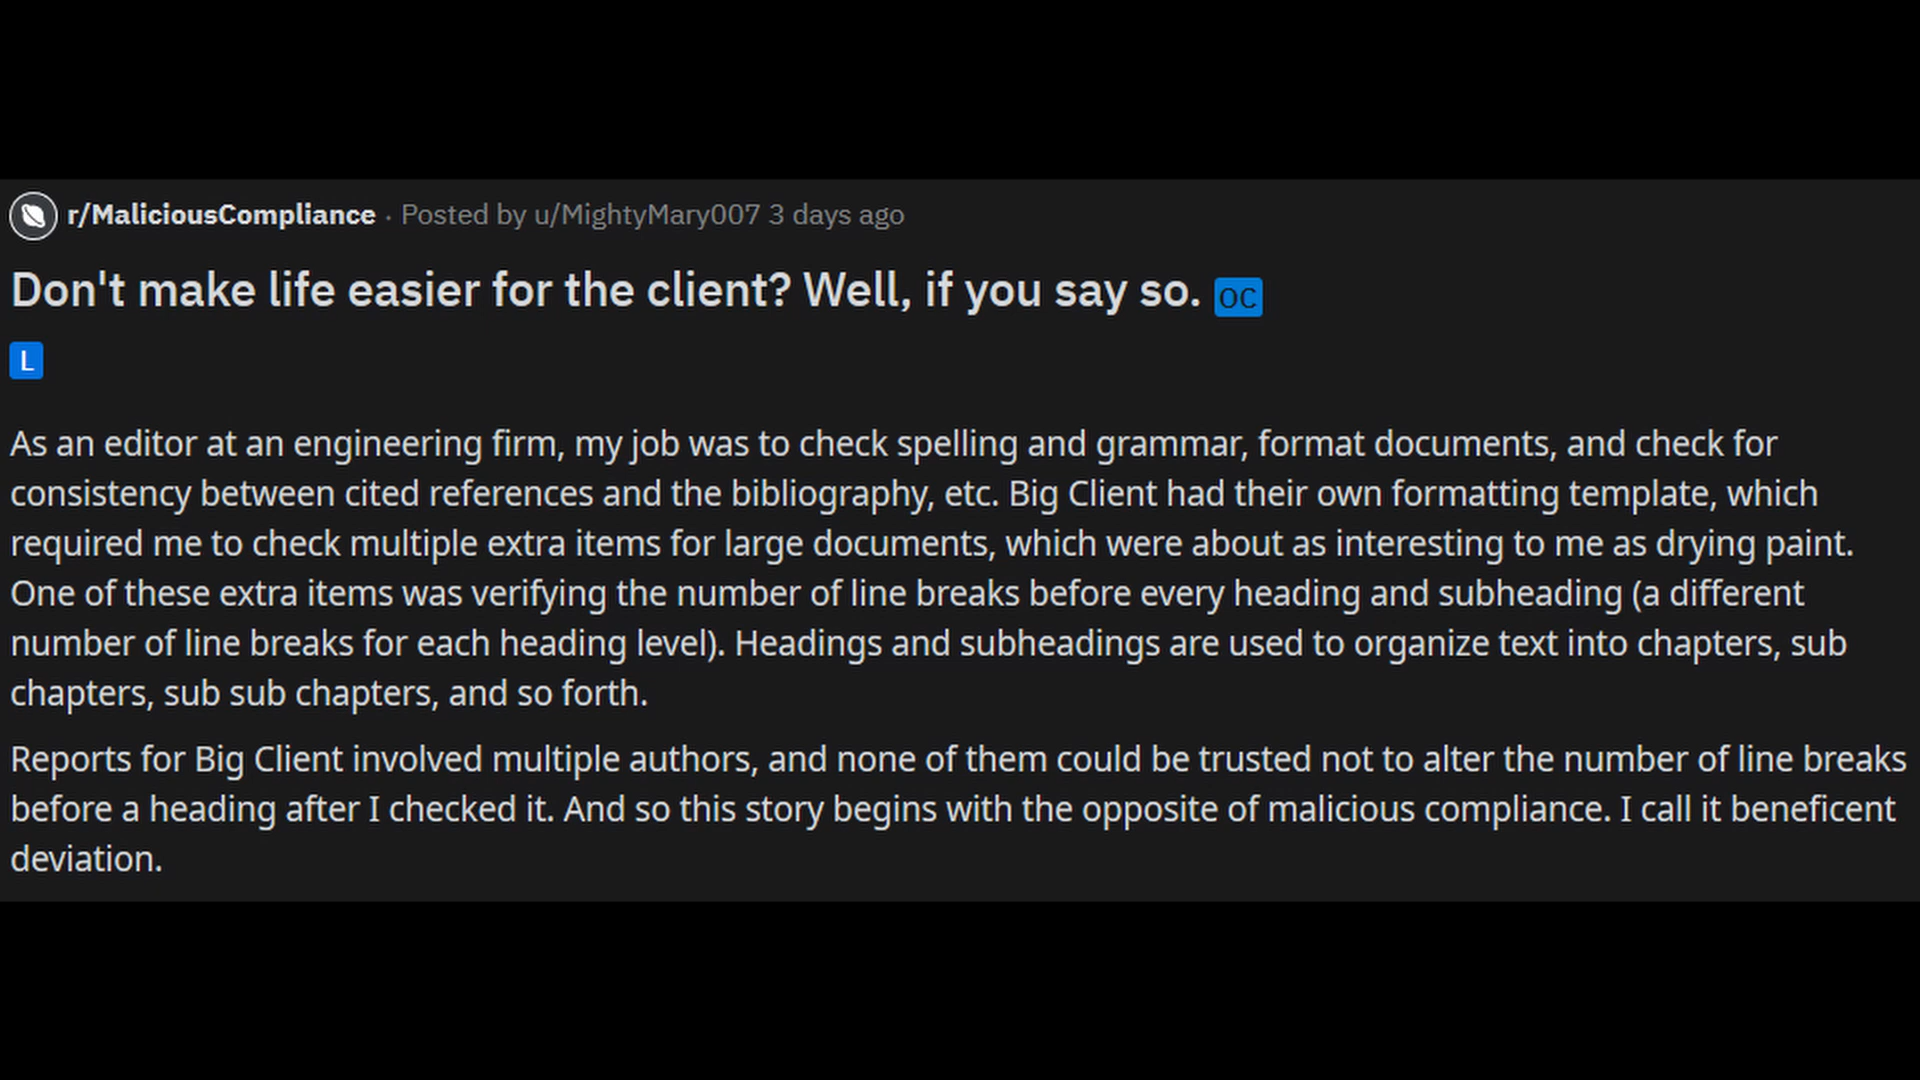 r/MaliciousCompliance · Posted by u/MightyMary007 3 days ago
Don't make life easier for the client? Well, if you say so. OC
L
As an editor at an engineering firm, my job was to check spelling and grammar, format documents, and check for
consistency between cited references and the bibliography, etc. Big Client had their own formatting template, which
required me to check multiple extra items for large documents, which were about as interesting to me as drying paint.
One of these extra items was verifying the number of line breaks before every heading and subheading (a different
number of line breaks for each heading level). Headings and subheadings are used to organize text into chapters, sub
chapters, sub sub chapters, and so forth.
Reports for Big Client involved multiple authors, and none of them could be trusted not to alter the number of line breaks
before a heading after I checked it. And so this story begins with the opposite of malicious compliance. I call it beneficent
deviation.